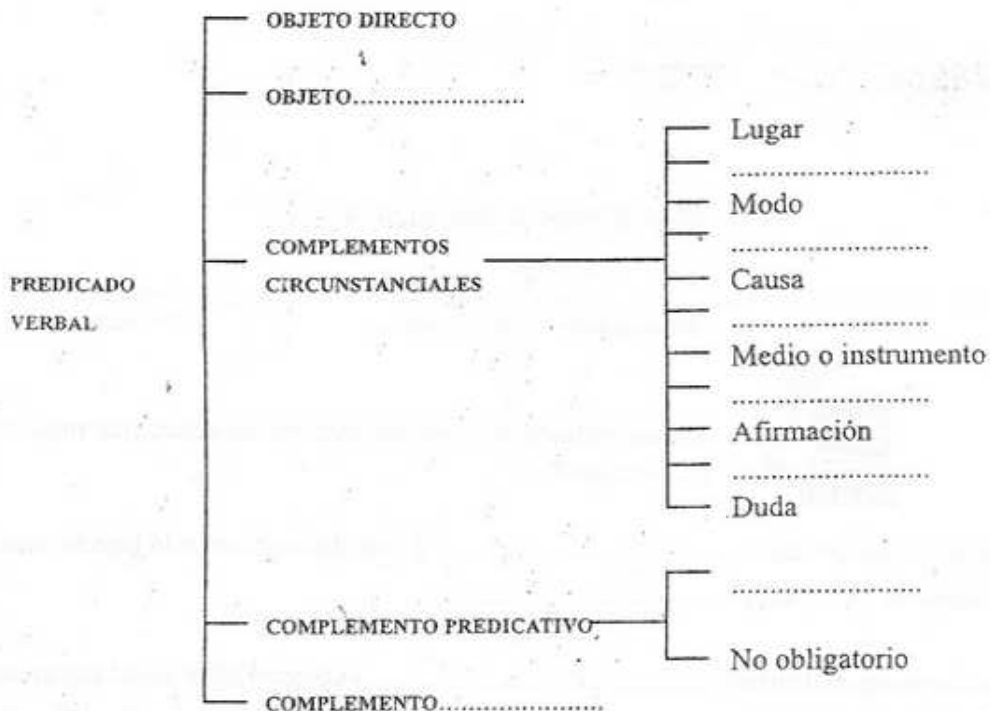 OBJETO DIRECTO
OBJETO....................
Lugar
........................
Modo
........................
COMPLEMENTOS
CIRCUNSTANCIALES
Causa
........................
PREDICADO
VERBAL
Medio o instrumento
........................
Afirmación
........................
Duda
........................
COMPLEMENTO PREDICATIVO
No obligatorio
COMPLEMENTO....................